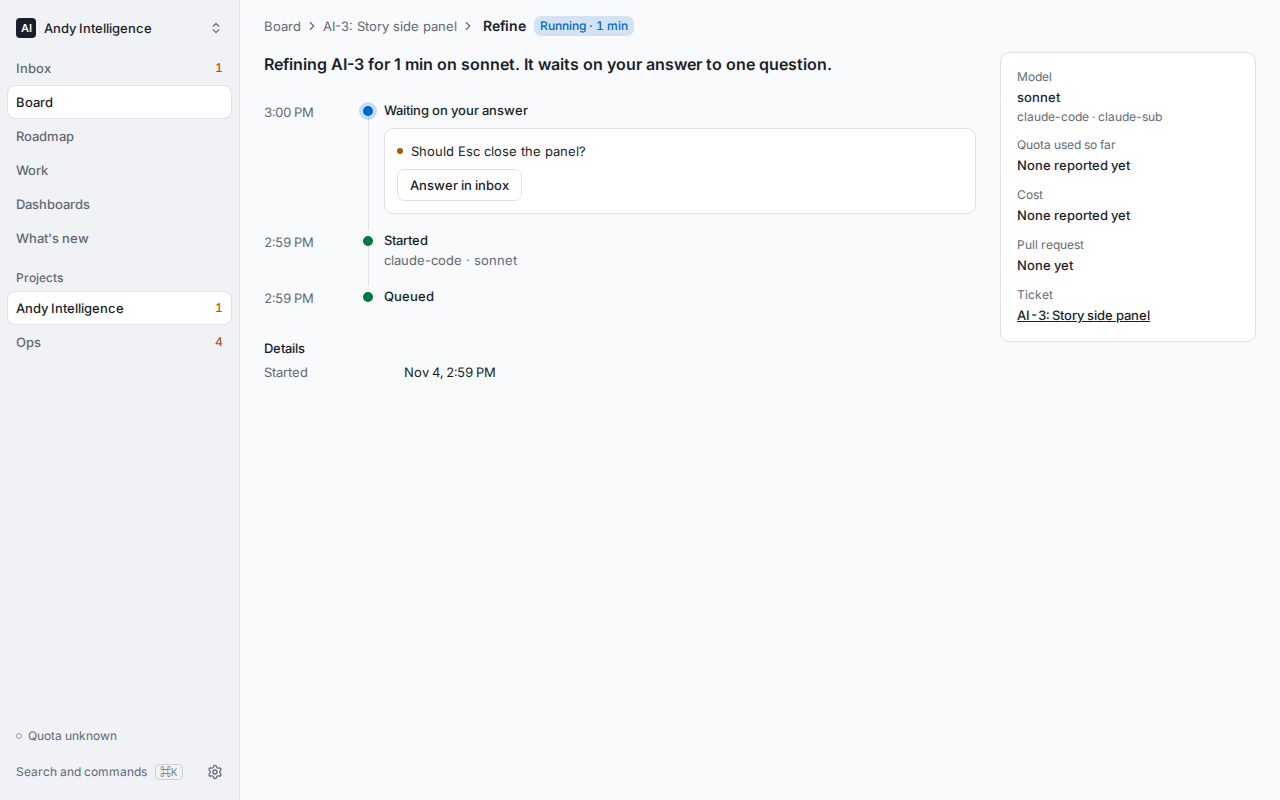 AI Andy Intelligence
Inbox 1
Board
Roadmap
Work
Dashboards
What's new
Projects
Andy Intelligence 1
Ops 4
Quota unknown
Search and commands ⌘K
Board > AI-3: Story side panel > Refine Running · 1 min
Refining AI-3 for 1 min on sonnet. It waits on your answer to one question.
3:00 PM Waiting on your answer
Should Esc close the panel?
Answer in inbox
2:59 PM Started
claude-code · sonnet
2:59 PM Queued
Details
Started Nov 4, 2:59 PM
Model
sonnet
claude-code · claude-sub
Quota used so far
None reported yet
Cost
None reported yet
Pull request
None yet
Ticket
AI-3: Story side panel